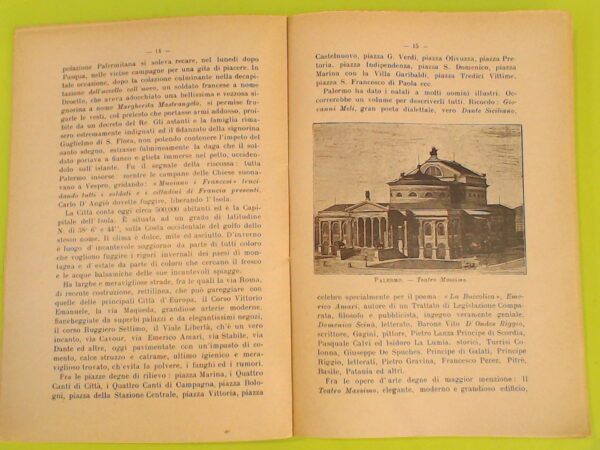 — 14 —
polazione Palermitana si soleva recare, nel lunedì dopo
Pasqua, nelle vicine campagne per una gita di piacere. In
tale occasione, dopo la colazione culminante nella decapi-
tazione dell'uccello coll'uovo, un soldato francese a nome
Drouette, che aveva adocchiato una bellissima e vezzosa si-
gnorina a nome Margherita Mastrangelo, si permise fru-
garle le vesti, col pretesto che portasse armi addosso, proi-
bite da un decreto del Re. Gli astanti e la famiglia rima-
sero estremamente indignati ed il fidanzato della signorina
Guglielmo di S. Flora, non potendo contenere l'impeto del
santo sdegno, estrasse fulmineamente la daga che il sol-
dato portava a fianco e glieta immerse nel petto, ucciden-
dolo sull'istante. Fu il segnale della riscossa: tutta
Palermo insorse: mentre le campane delle Chiese suona-
vano a Vespro, gridando: « Muoiano i Francesi » truci-
dando tutti i soldati e i cittadini di Francia presenti.
Carlo D'Angiò dovette fuggire, liberando l'Isola.
La Città conta oggi circa 500.000 abitanti ed è la Capi-
pitale dell'Isola. È situata ad un grado di latitudine
N: di 38° 6' e 44'', sulla Costa occidentale del golfo dello
stesso nome. Il clima è dolce, mite ed asciutto. D'inverno
è luogo d'incantevole soggiorno da parte di tutti coloro
che vogliono fuggire i rigori invernali dei paesi di mon-
tagna e d'estate da parte di coloro che cercano il fresco
e le acque balsamiche delle sue incantevoli spiagge.
Ha larghe e meravigliose strade, fra le quali la via Roma,
di recente costruzione, rettilinea, che può gareggiare con
quelle delle principali Città d'Europa, il Corso Vittorio
Emanuele, la via Maqueda, grandiose arterie moderne,
fiancheggiate da superbi palazzi e da elegantissimi negozi,
il corso Ruggiero Settimo, il Viale Libertà, ch'è un vero
incanto, via Cavour, via Emerico Amari, via Stabile, via
Dante ed altre, oggi pavimentate con un impasto di ce-
mento, calce struzzo e catrame, ultimo igienico e mera-
viglioso trovato, ch'evita la polvere, i fanghi ed i rumori.
Fra le piazze degne di rilievo: piazza Marina, i Quattro
Canti di Città, i Quattro Canti di Campagna, piazza Bolo-
gni, piazza della Stazione Centrale, piazza Vittoria, piazza
— 15 —
Castelnuovo, piazza G. Verdi, piazza Olivuzza, piazza Pre-
toria, piazza Indipendenza, piazza S. Domenico, piazza
Marina con la Villa Garibaldi, piazza Tredici Vittime,
piazza S. Francesco di Paola ecc.
Palermo ha dato i natali a molti uomini illustri. Oc-
correrebbe un volume per descriverli tutti. Ricordo: Gio-
vanni Meli, gran poeta dialettale, vero Dante Siciliano,
PALERMO. — Teatro Massimo
celebre specialmente per il poema « La Buccolica », Eme-
rico Amari, autore di un Trattato di Legislazione Compa-
rata, filosofo e pubblicista, ingegno veramente geniale;
Domenico Scinà, letterato, Barone Vito D'Ondes Reggio,
scrittore, Gagini, pittore, Pietro Lanza Principe di Scordia,
Pasquale Calvi ed Isidoro La Lumia, storici, Turrisi Co-
lonna, Giuseppe De Spuches, Principe di Galati, Principe
Riggio, letterati, Pietro Gravina, Francesco Perez, Pitrè,
Basile, Patania ed altri.
Fra le opere d'arte degne di maggior menzione: Il
Teatro Massimo, elegante, moderno e grandioso edificio,